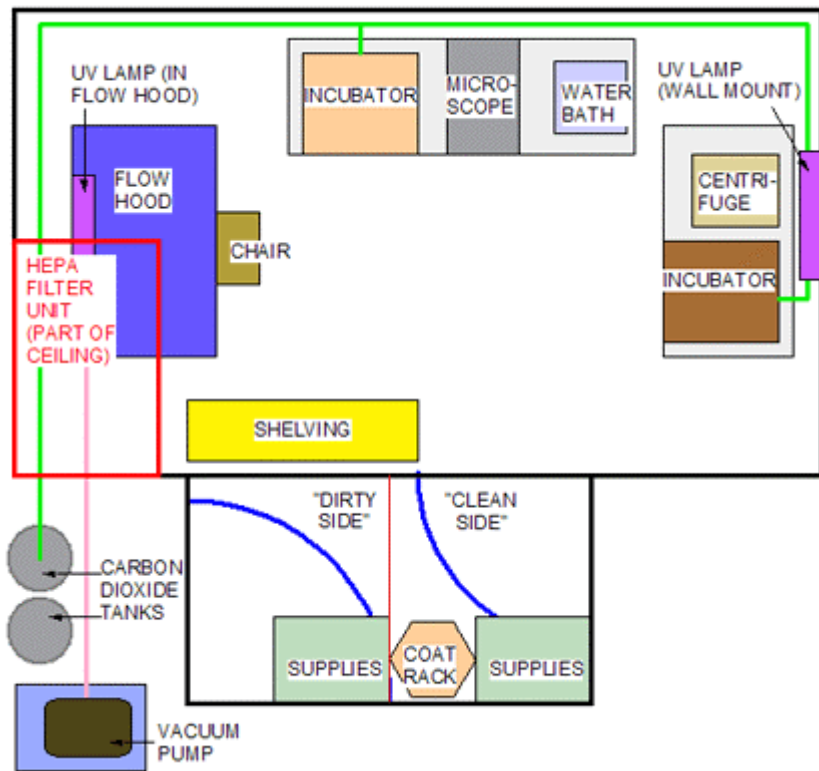 UV LAMP (IN
FLOW HOOD)
INCUBATOR
MICRO-
SCOPE
WATER
BATH
UV LAMP
(WALL MOUNT)
FLOW
HOOD
CENTRI-
FUGE
CHAIR
HEPA
FILTER
UNIT
(PART OF
CEILING)
INCUBATOR
SHELVING
"DIRTY
SIDE"
"CLEAN
SIDE"
CARBON
DIOXIDE
TANKS
SUPPLIES
COAT
RACK
SUPPLIES
VACUUM
PUMP